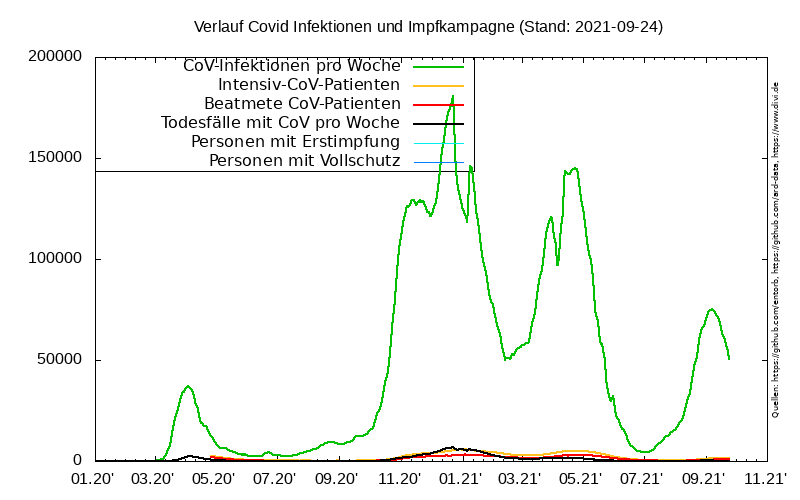 Verlauf Covid Infektionen und Impfkampagne (Stand: 2021-09-24)
200000
150000
100000
50000
0
CoV-Infektionen pro Woche
Intensiv-CoV-Patienten
Beatmete CoV-Patienten
Todesfälle mit CoV pro Woche
Personen mit Erstimpfung
Personen mit Vollschutz
01.20' 03.20' 05.20' 07.20' 09.20' 11.20' 01.21' 03.21' 05.21' 07.21' 09.21' 11.21'
Quellen: https://github.com/entorb, https://github.com/ard-data, https://www.divi.de